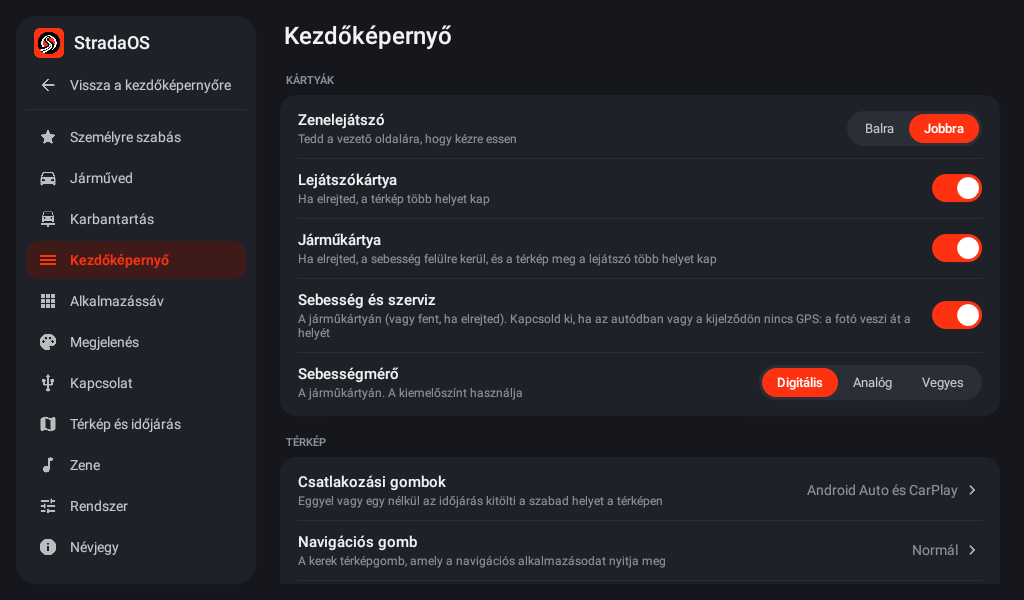 StradaOS
Vissza a kezdőképernyőre
Személyre szabás
Járműved
Karbantartás
Kezdőképernyő
Alkalmazássáv
Megjelenés
Kapcsolat
Térkép és időjárás
Zene
Rendszer
Névjegy
Kezdőképernyő
KÁRTYÁK
Zenelejátszó
Tedd a vezető oldalára, hogy kézre essen
Balra
Jobbra
Lejátszókártya
Ha elrejted, a térkép több helyet kap
Járműkártya
Ha elrejted, a sebesség felülre kerül, és a térkép meg a lejátszó több helyet kap
Sebesség és szerviz
A járműkártyán (vagy fent, ha elrejted). Kapcsold ki, ha az autódban vagy a kijelződön nincs GPS: a fotó veszi át a
helyét
Sebességmérő
A járműkártyán. A kiemelőszínt használja
Digitális
Analóg
Vegyes
TÉRKÉP
Csatlakozási gombok
Eggyel vagy egy nélkül az időjárás kitölti a szabad helyet a térképen
Android Auto és CarPlay
Navigációs gomb
A kerek térképgomb, amely a navigációs alkalmazásodat nyitja meg
Normál